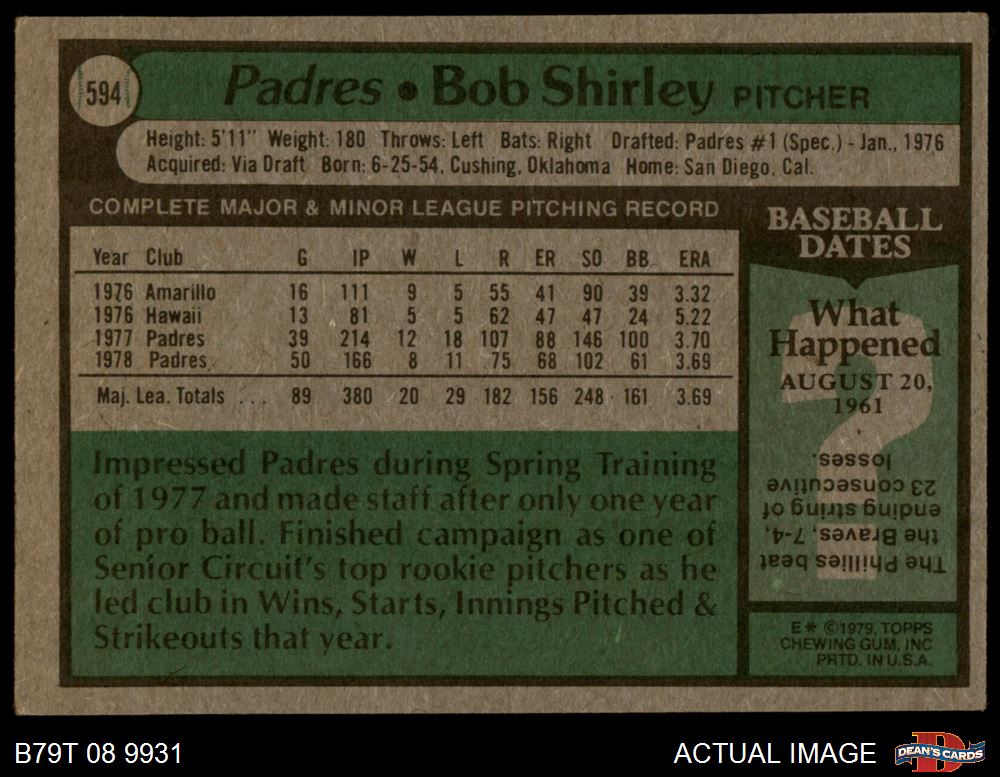 594
Padres • Bob Shirley PITCHER
Height: 5'11" Weight: 180 Throws: Left Bats: Right Drafted: Padres #1 (Spec.) - Jan., 1976
Acquired: Via Draft Born: 6-25-54, Cushing, Oklahoma Home: San Diego, Cal.
COMPLETE MAJOR & MINOR LEAGUE PITCHING RECORD
Year Club G IP W L R ER SO BB ERA
1976 Amarillo 16 111 9 5 55 41 90 39 3.32
1976 Hawaii 13 81 5 5 62 47 47 24 5.22
1977 Padres 39 214 12 18 107 88 146 100 3.70
1978 Padres 50 166 8 11 75 68 102 61 3.69
Maj. Lea. Totals ... 89 380 20 29 182 156 248 161 3.69
Impressed Padres during Spring Training
of 1977 and made staff after only one year
of pro ball. Finished campaign as one of
Senior Circuit's top rookie pitchers as he
led club in Wins, Starts, Innings Pitched &
Strikeouts that year.
BASEBALL
DATES
What
Happened
AUGUST 20,
1961
The Phillies beat
the Braves, 7-4,
ending string of
23 consecutive
losses.
E* ©1979, TOPPS
CHEWING GUM, INC
PRTD. IN U.S.A.
B79T 08 9931
ACTUAL IMAGE
DEAN'S CARDS